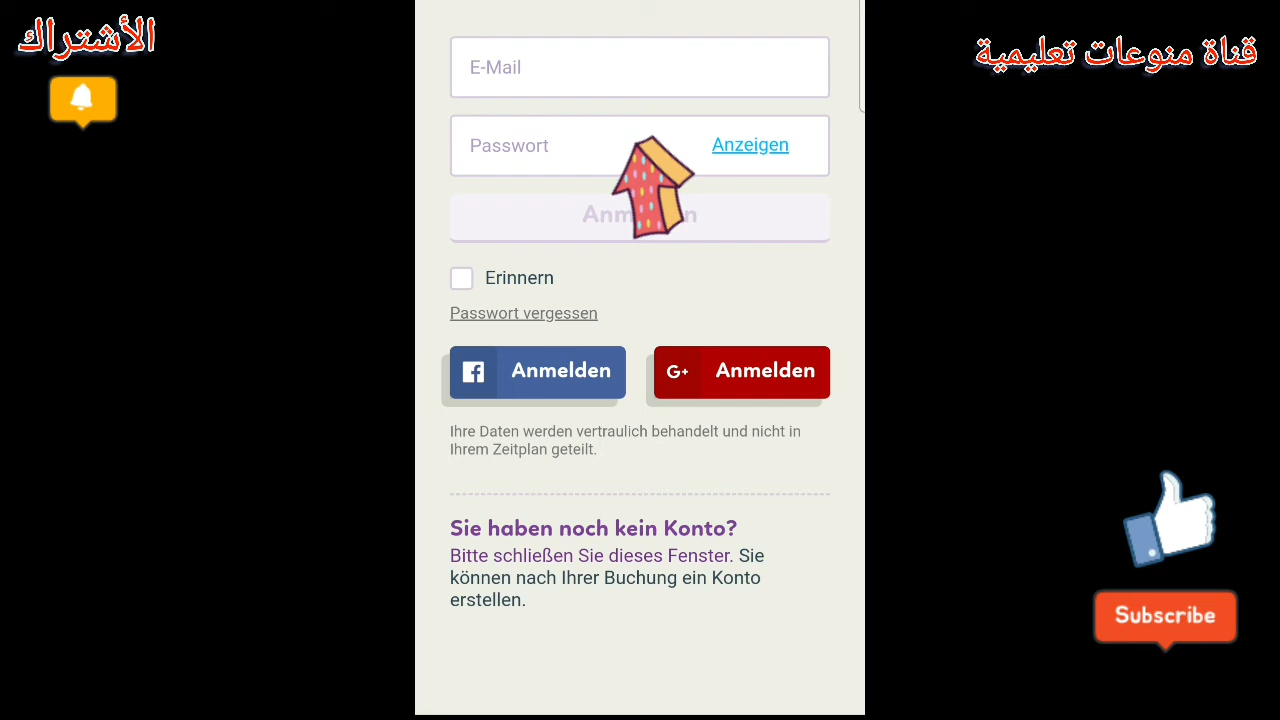 الأشتراك
قناة منوعات تعليمية
E-Mail
Passwort
Anzeigen
Erinnern
Passwort vergessen
Anmelden
G+ Anmelden
Ihre Daten werden vertraulich behandelt und nicht in
Ihrem Zeitplan geteilt.
Sie haben noch kein Konto?
Bitte schließen Sie dieses Fenster. Sie
können nach Ihrer Buchung ein Konto
erstellen.
Subscribe